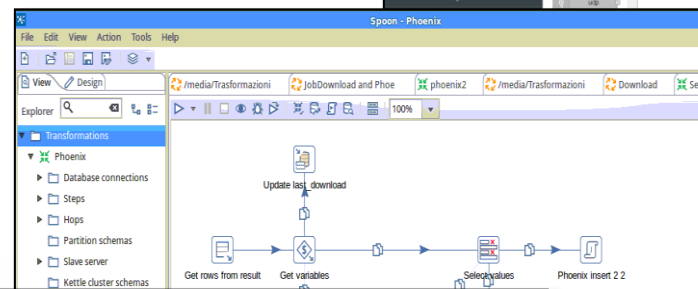 udp
Spoon - Phoenix
File Edit View Action Tools Help
View Design
/media/Trasformazioni JobDownload and Phoe phoenix2 /media/Trasformazioni Download Se
Explorer
100%
Transformations
Phoenix
Database connections
Steps
Hops
Partition schemas
Slave server
Kettle cluster schemas
Update last_download
Get rows from result Get variables Select values Phoenix insert 2 2